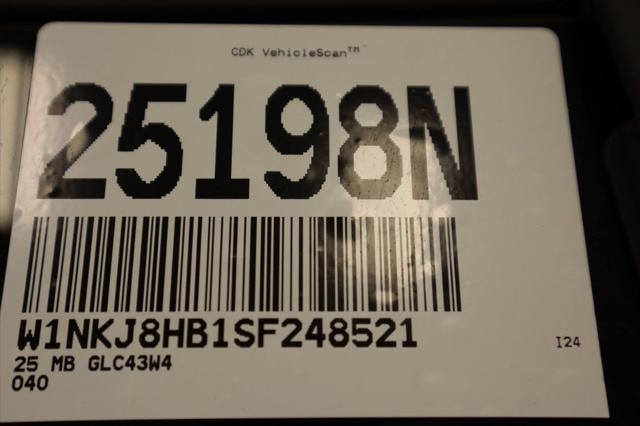 CDK VehicleScan™
25198N
W1NKJ8HB1SF248521
25 MB GLC43W4
040
I24